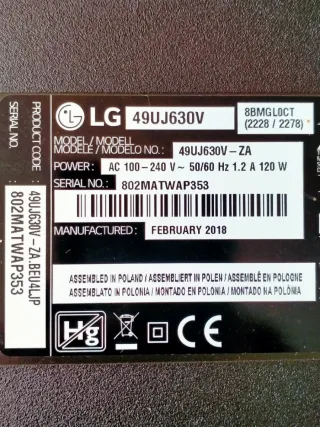 LG 49UJ630V
8BMGL0CT
(2228 / 2278)
MODEL / MODELL
MODELE / MODELO NO. : 49UJ630V-ZA
POWER : AC 100-240 V~ 50/60 Hz 1.2 A 120 W
SERIAL NO. : 802MATWAP353
MANUFACTURED : FEBRUARY 2018
ASSEMBLED IN POLAND / ASSEMBLIERT IN POLEN / ASSEMBLÉ EN POLOGNE
ASSEMBLATO IN POLONIA / MONTADO EN POLONIA / MONTADO NA POLÓNIA
Hg
CE
PRODUCT CODE : 49UJ630V-ZA.BEU4LJP
SERIAL NO. : 802MATWAP353